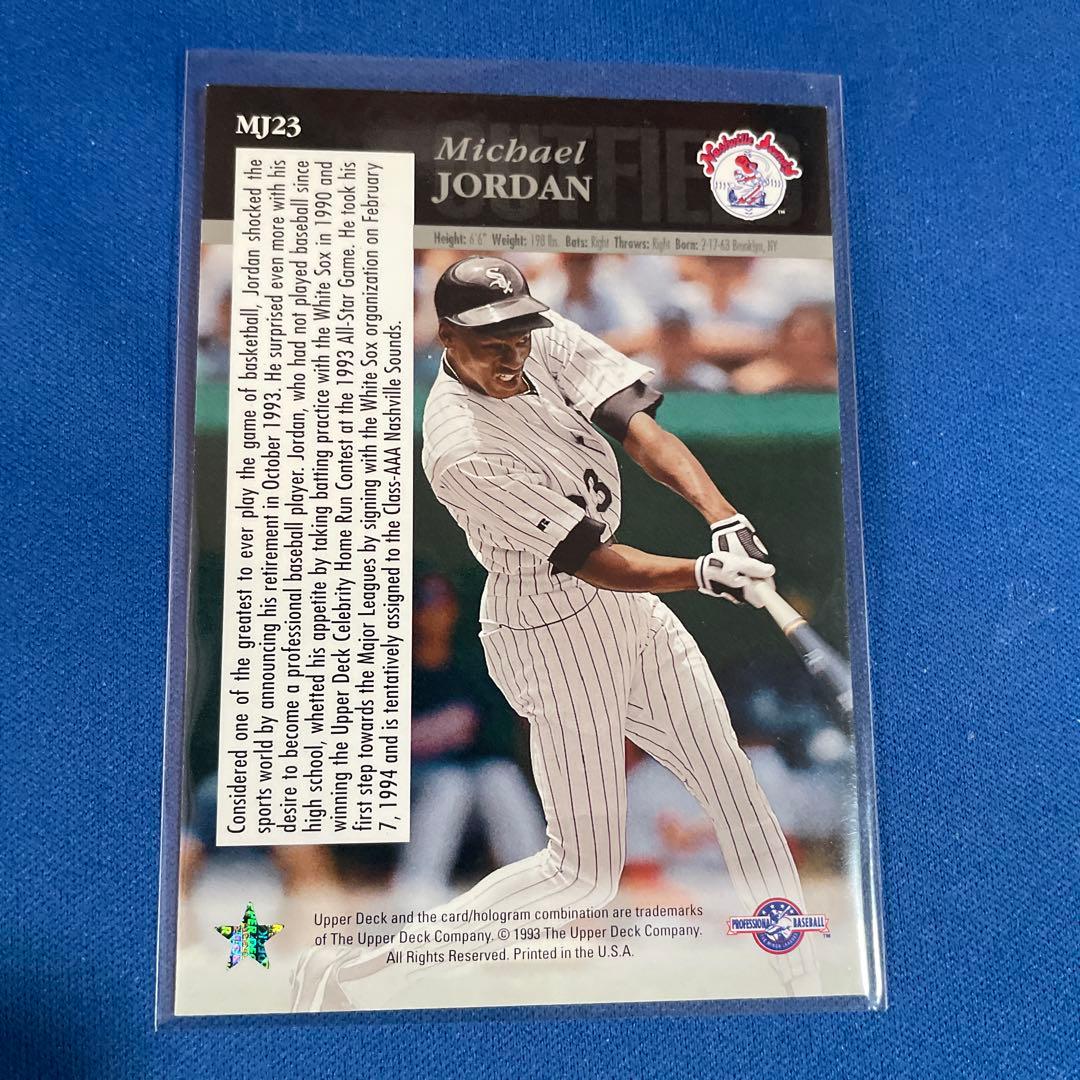 MJ23
OUTFIELD
Michael
JORDAN
Nashville Sounds
TM
Height: 6'6" Weight: 198 lbs. Bats: Right Throws: Right Born: 2-17-63 Brooklyn, NY
Considered one of the greatest to ever play the game of basketball, Jordan shocked the
sports world by announcing his retirement in October 1993. He surprised even more with his
desire to become a professional baseball player. Jordan, who had not played baseball since
high school, whetted his appetite by taking batting practice with the White Sox in 1990 and
winning the Upper Deck Celebrity Home Run Contest at the 1993 All-Star Game. He took his
first step towards the Major Leagues by signing with the White Sox organization on February
7, 1994 and is tentatively assigned to the Class-AAA Nashville Sounds.
Sox
3
R
Upper Deck and the card/hologram combination are trademarks
of The Upper Deck Company. © 1993 The Upper Deck Company.
All Rights Reserved. Printed in the U.S.A.
PROFESSIONAL BASEBALL
TM